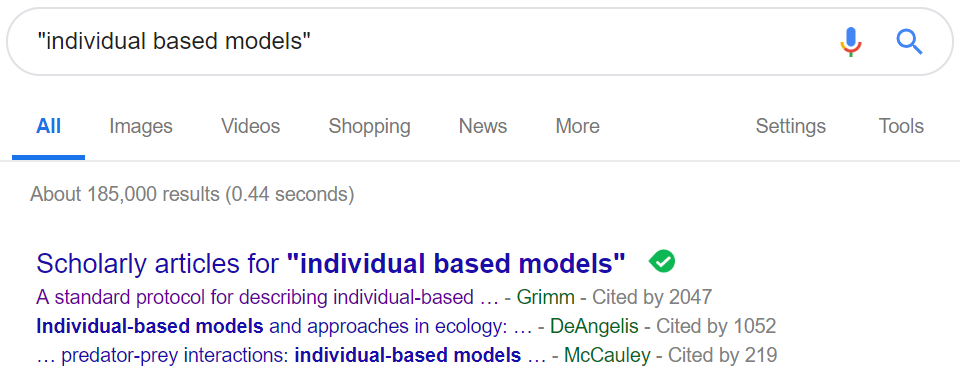 "individual based models"
All Images Videos Shopping News More Settings Tools
About 185,000 results (0.44 seconds)
Scholarly articles for "individual based models"
A standard protocol for describing individual-based … - Grimm - Cited by 2047
Individual-based models and approaches in ecology: … - DeAngelis - Cited by 1052
… predator-prey interactions: individual-based models … - McCauley - Cited by 219